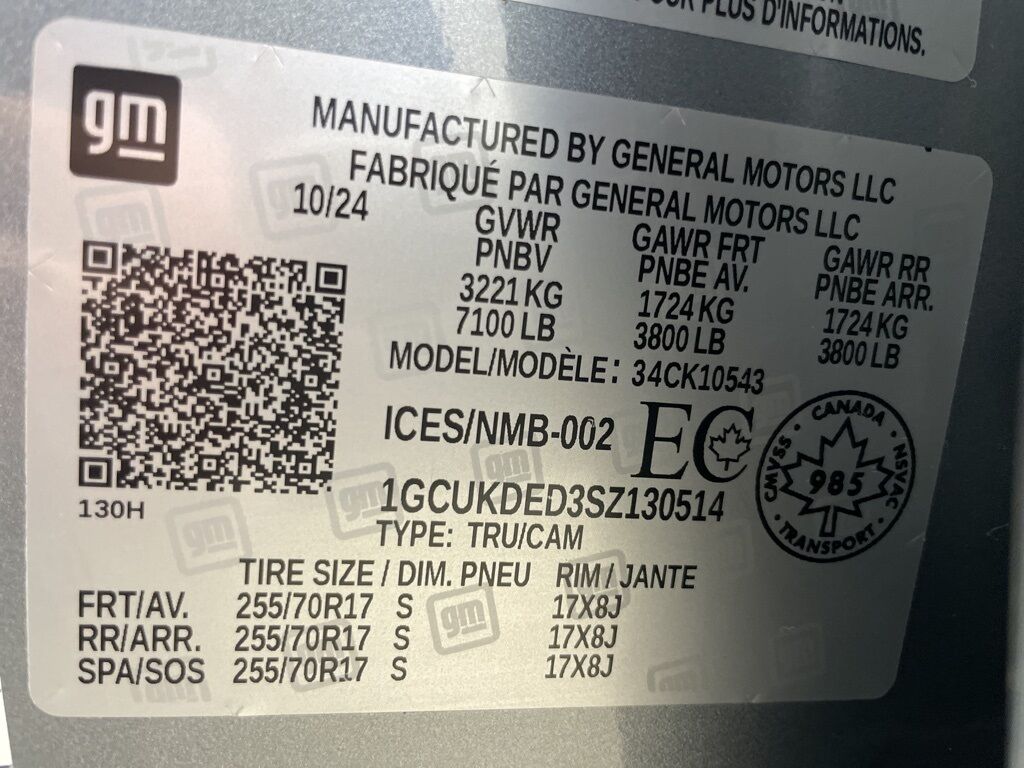 POUR PLUS D'INFORMATIONS.
gm
MANUFACTURED BY GENERAL MOTORS LLC
FABRIQUÉ PAR GENERAL MOTORS LLC
10/24
GVWR GAWR FRT GAWR RR
PNBV PNBE AV. PNBE ARR.
3221 KG 1724 KG 1724 KG
7100 LB 3800 LB 3800 LB
MODEL/MODÈLE: 34CK10543
ICES/NMB-002 EC
CANADA
CMVSS · NSVAC
985
TRANSPORT
130H
1GCUKDED3SZ130514
TYPE: TRU/CAM
TIRE SIZE / DIM. PNEU RIM / JANTE
FRT/AV. 255/70R17 S 17X8J
RR/ARR. 255/70R17 S 17X8J
SPA/SOS 255/70R17 S 17X8J